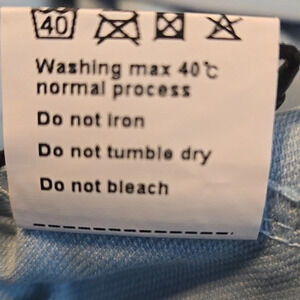 40
Washing max 40℃
normal process
Do not iron
Do not tumble dry
Do not bleach